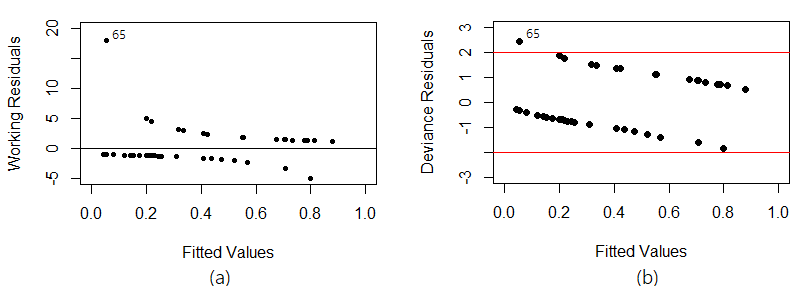 Working Residuals
20
15
10
5
0
-5
65
0.0 0.2 0.4 0.6 0.8 1.0
Fitted Values
(a)
Deviance Residuals
3
2
1
0
-1
-3
65
0.0 0.2 0.4 0.6 0.8 1.0
Fitted Values
(b)